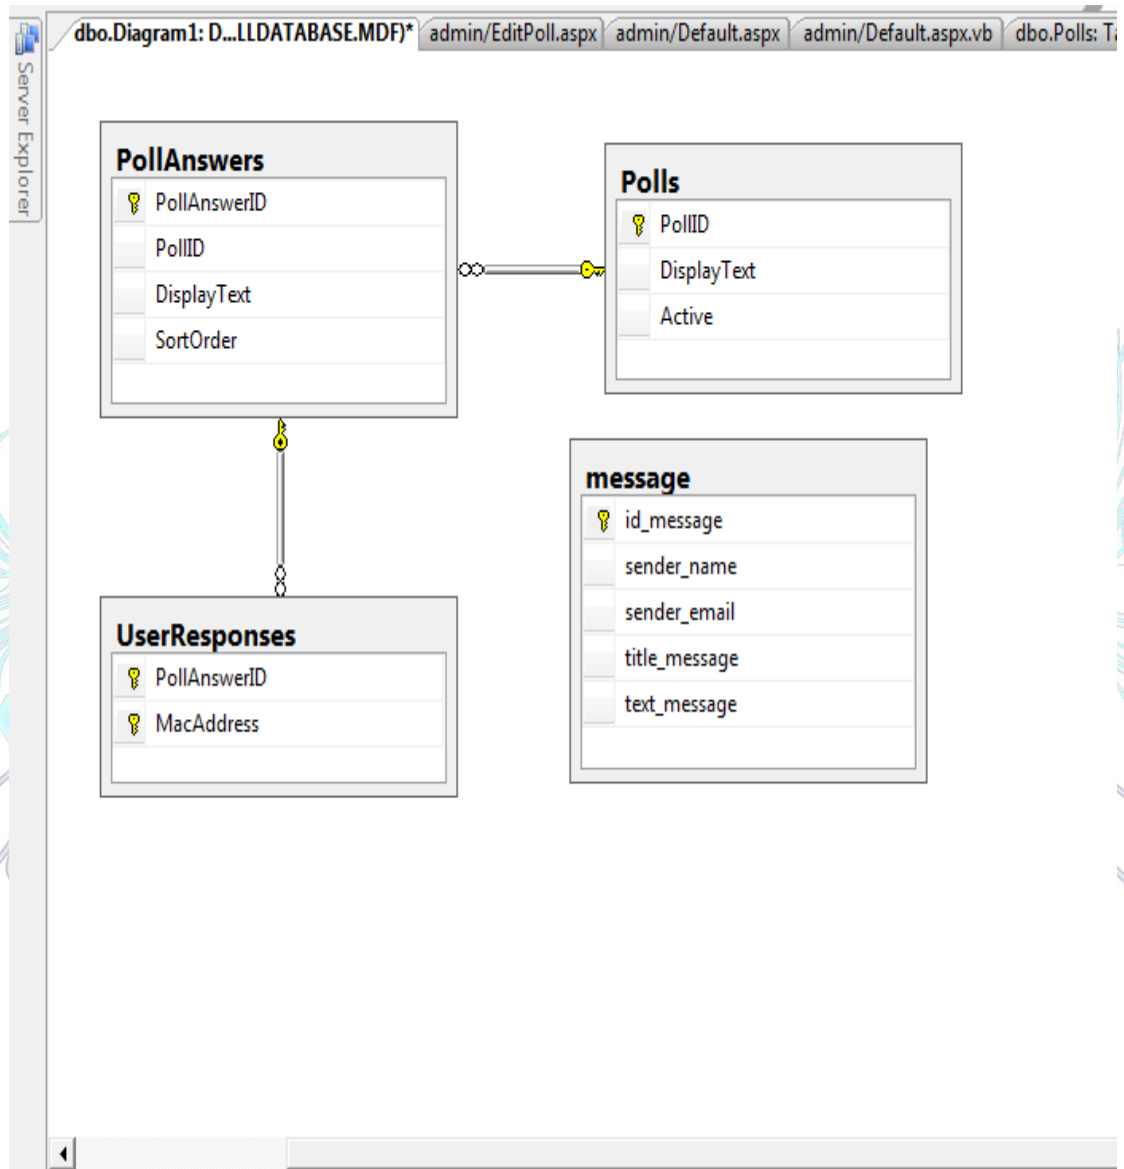 dbo.Diagram1: D...LLDATABASE.MDF)* admin/EditPoll.aspx admin/Default.aspx admin/Default.aspx.vb dbo.Polls: Ta
Server Explorer
PollAnswers
PollAnswerID
PollID
DisplayText
SortOrder
Polls
PollID
DisplayText
Active
message
id_message
sender_name
sender_email
title_message
text_message
UserResponses
PollAnswerID
MacAddress